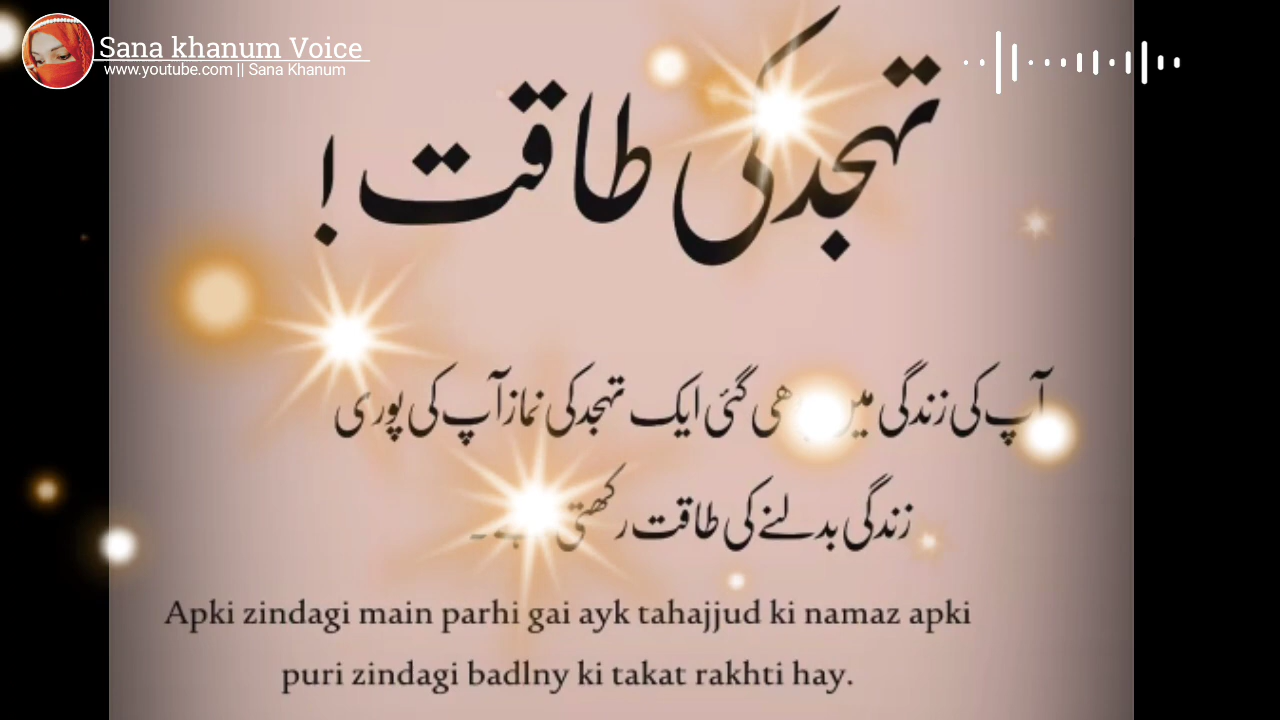 Sana khanum Voice
www.youtube.com || Sana Khanum
تہجد کی طاقت!
آپ کی زندگی میں گئی ایک تہجد کی نماز آپ کی پوری
زندگی بدلنے کی طاقت رکھتی
Apki zindagi main parhi gai ayk tahajjud ki namaz apki
puri zindagi badlny ki takat rakhti hay.